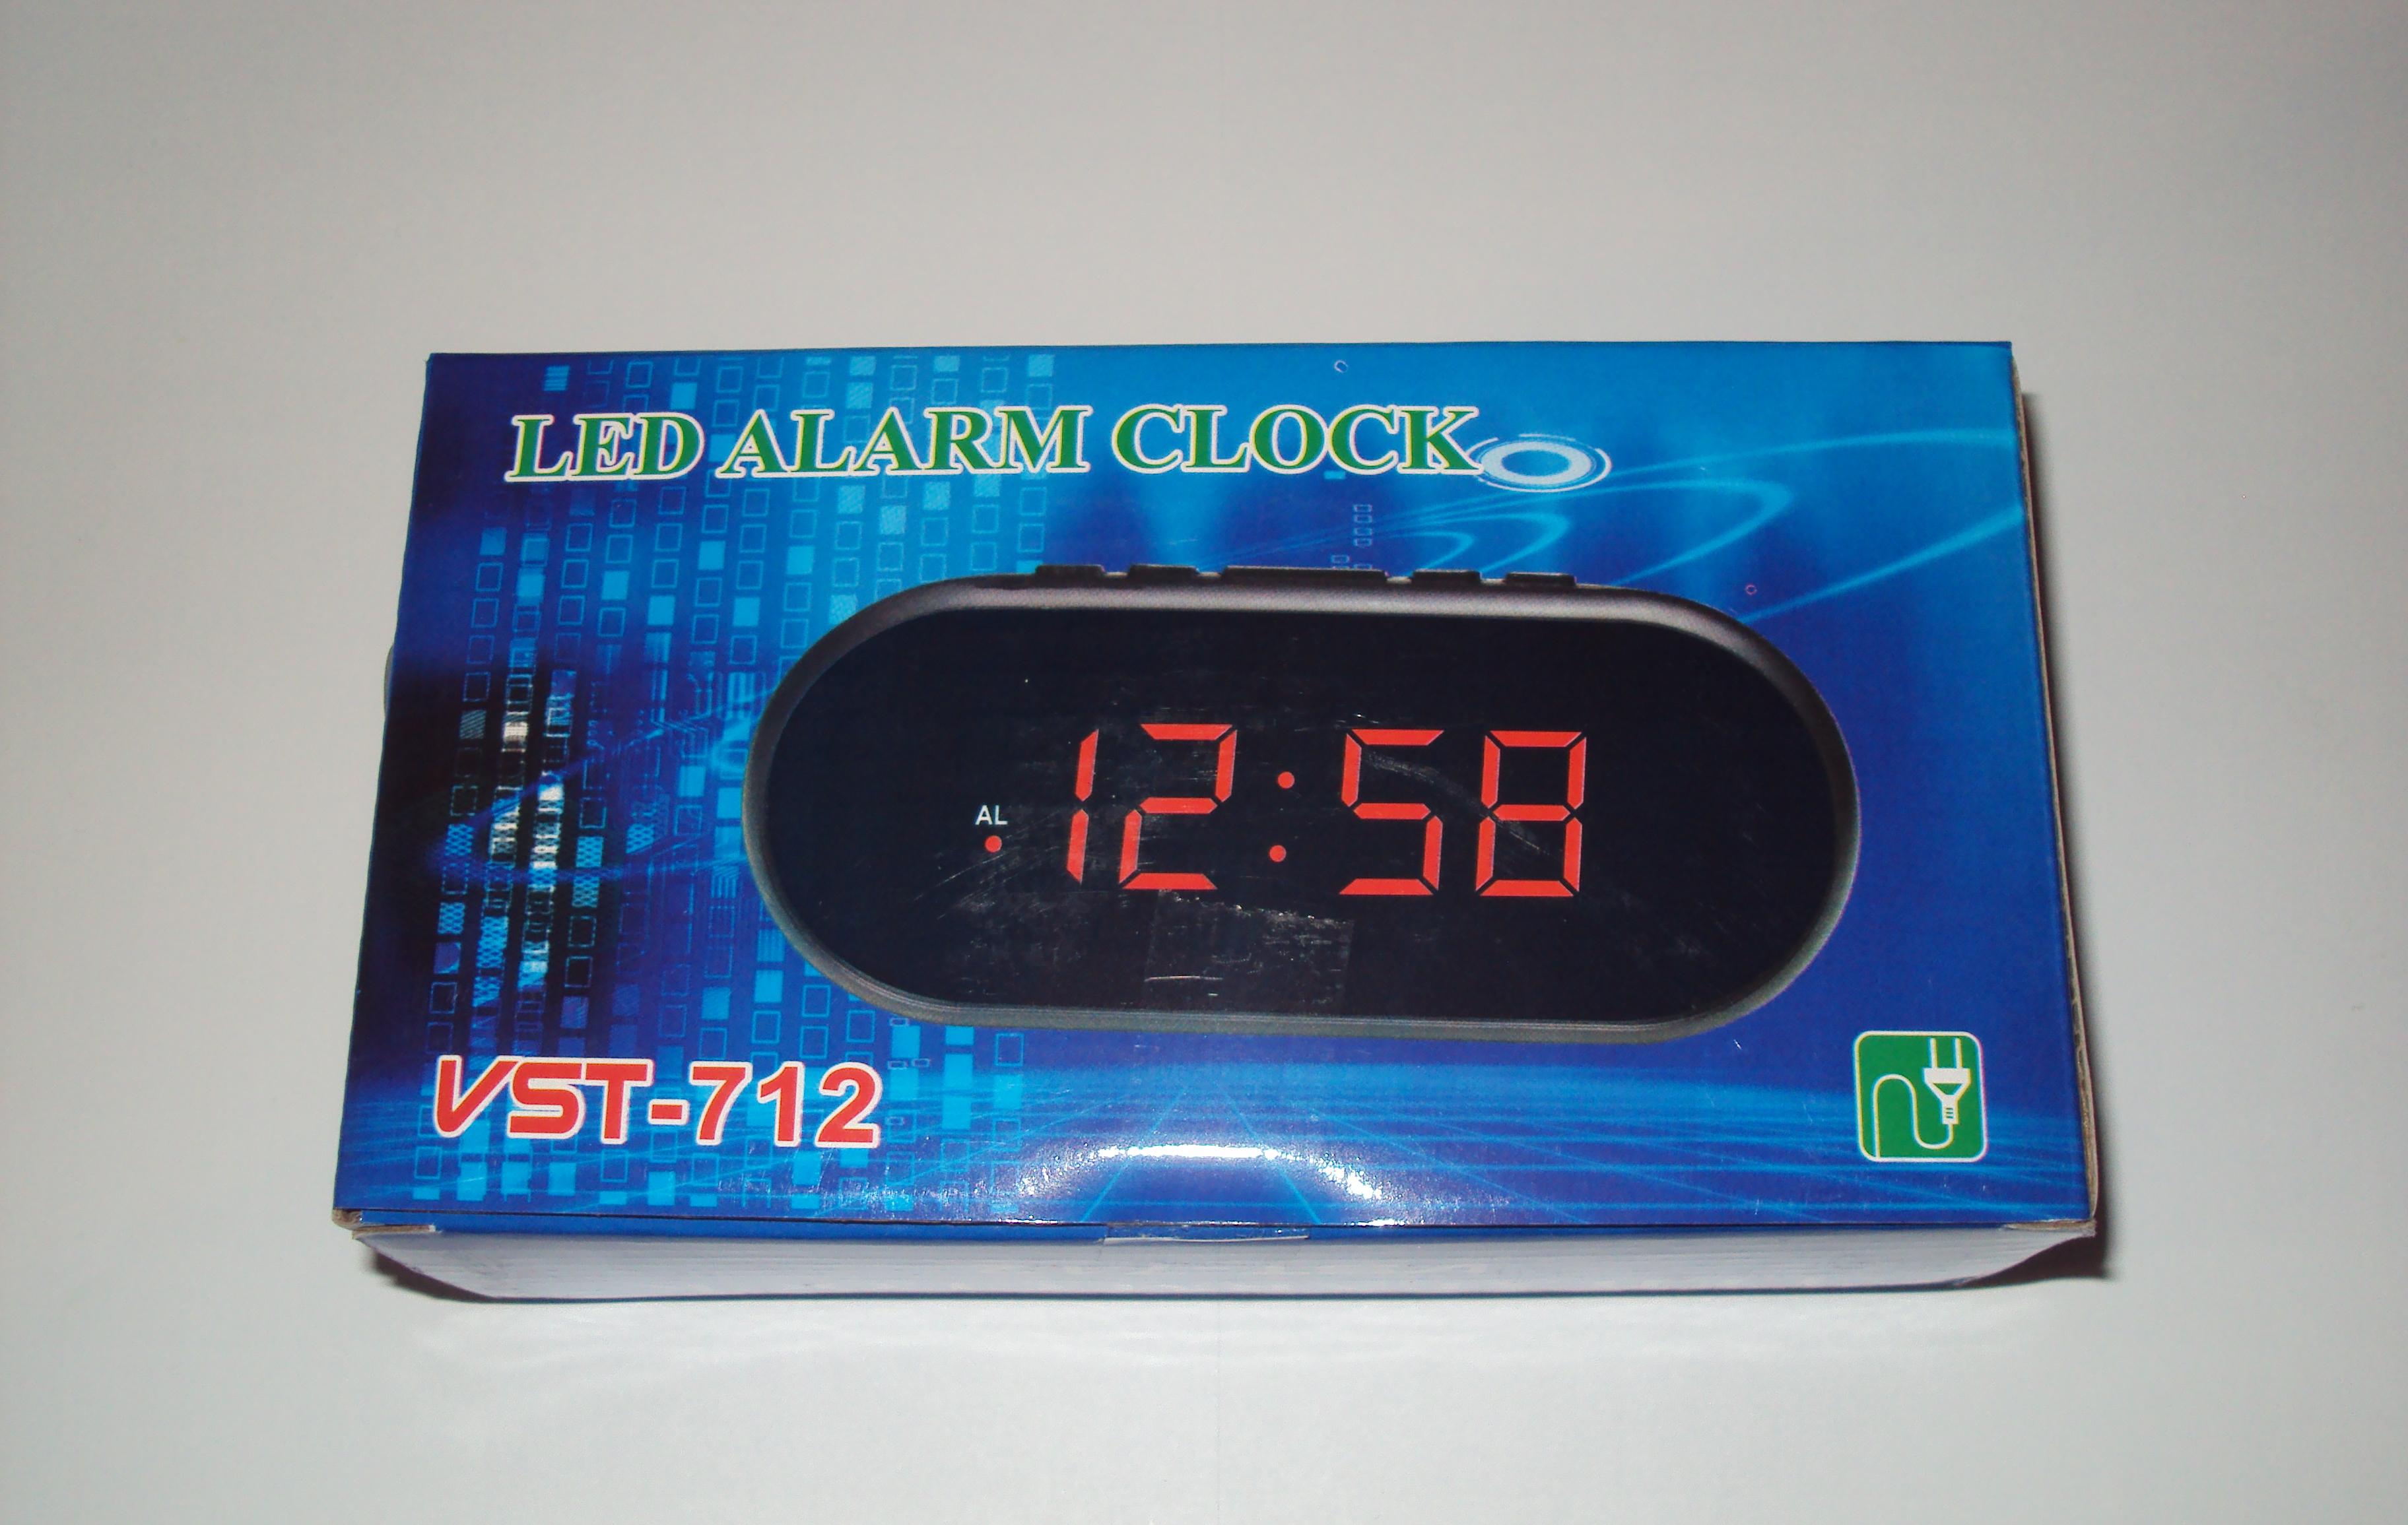 LED ALARM CLOCK
AL
12:58
VST-712